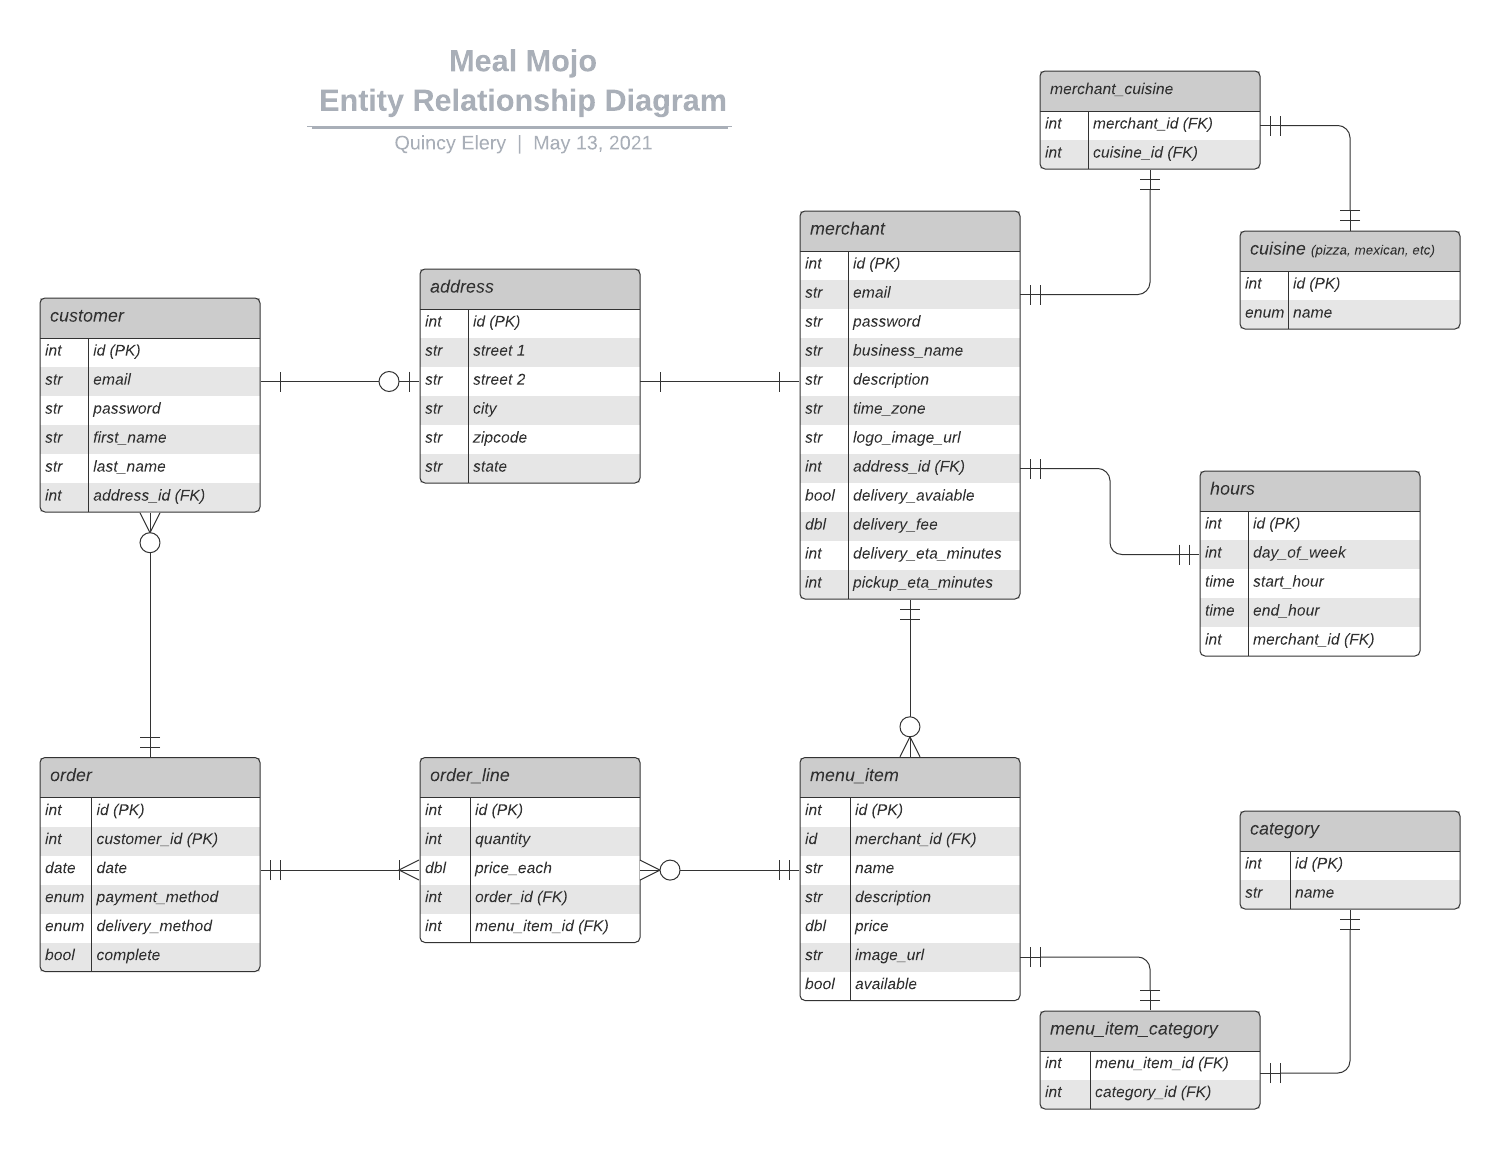 Meal Mojo
Entity Relationship Diagram
Quincy Elery | May 13, 2021
merchant_cuisine
int merchant_id (FK)
int cuisine_id (FK)
cuisine (pizza, mexican, etc)
int id (PK)
enum name
merchant
int id (PK)
str email
str password
str business_name
str description
str time_zone
str logo_image_url
int address_id (FK)
bool delivery_avaiable
dbl delivery_fee
int delivery_eta_minutes
int pickup_eta_minutes
address
int id (PK)
str street 1
str street 2
str city
str zipcode
str state
customer
int id (PK)
str email
str password
str first_name
str last_name
int address_id (FK)
hours
int id (PK)
int day_of_week
time start_hour
time end_hour
int merchant_id (FK)
order
int id (PK)
int customer_id (PK)
date date
enum payment_method
enum delivery_method
bool complete
order_line
int id (PK)
int quantity
dbl price_each
int order_id (FK)
int menu_item_id (FK)
menu_item
int id (PK)
id merchant_id (FK)
str name
str description
dbl price
str image_url
bool available
category
int id (PK)
str name
menu_item_category
int menu_item_id (FK)
int category_id (FK)